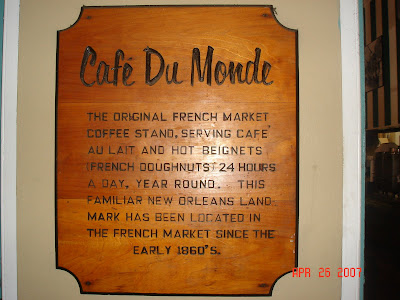 Café Du Monde
THE ORIGINAL FRENCH MARKET
COFFEE STAND, SERVING CAFE'
AU LAIT AND HOT BEIGNETS
(FRENCH DOUGHNUTS) 24 HOURS
A DAY, YEAR ROUND. THIS
FAMILIAR NEW ORLEANS LAND
MARK HAS BEEN LOCATED IN
THE FRENCH MARKET SINCE THE
EARLY 1860'S.
APR 26 2007